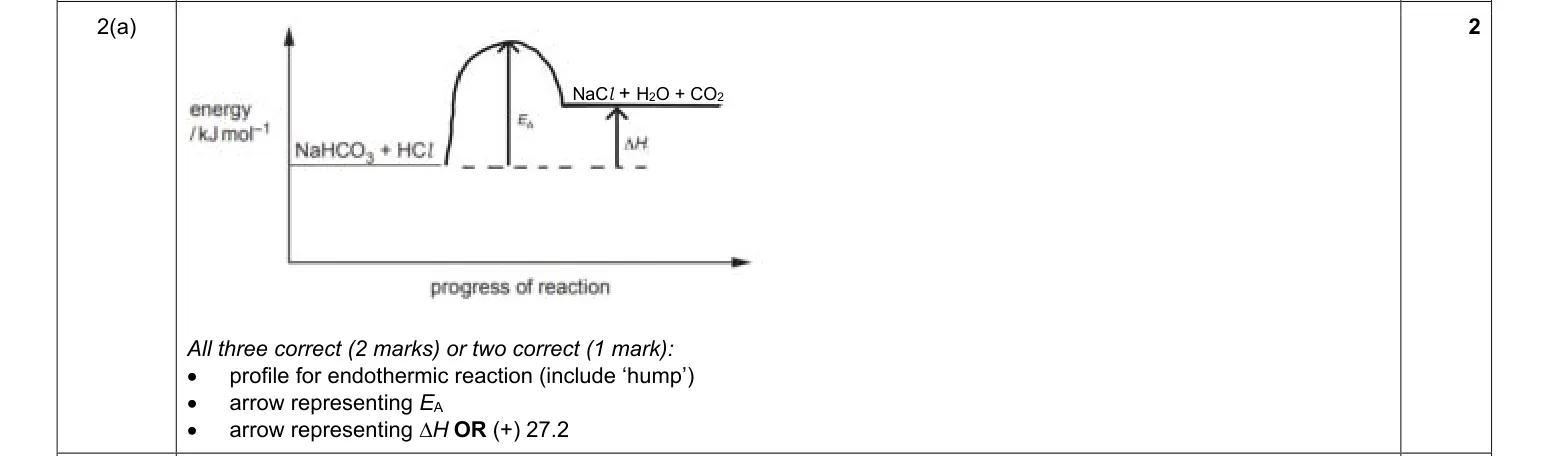 2(a)
2
NaCl + H₂O + CO₂
energy
/kJ mol⁻¹
E_A
ΔH
NaHCO₃ + HCl
progress of reaction
All three correct (2 marks) or two correct (1 mark):
• profile for endothermic reaction (include ‘hump’)
• arrow representing E_A
• arrow representing ΔH OR (+) 27.2